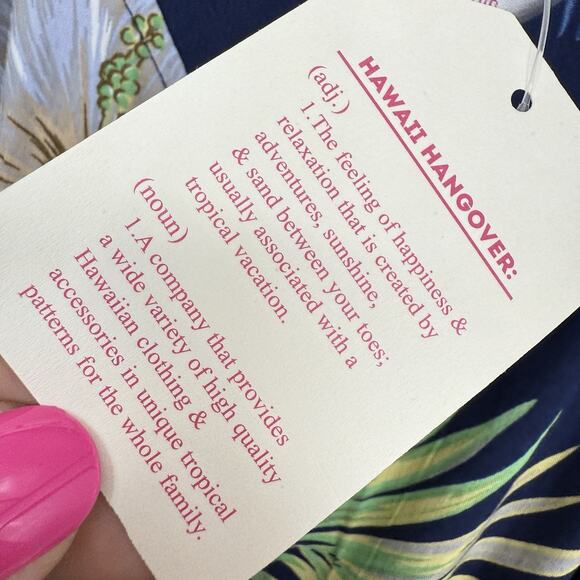 HAWAII HANGOVER:
(adj.)
1. The feeling of happiness &
relaxation that is created by
adventures, sunshine,
& sand between your toes;
usually associated with a
tropical vacation.
(noun)
1.A company that provides
a wide variety of high quality
Hawaiian clothing &
accessories in unique tropical
patterns for the whole family.